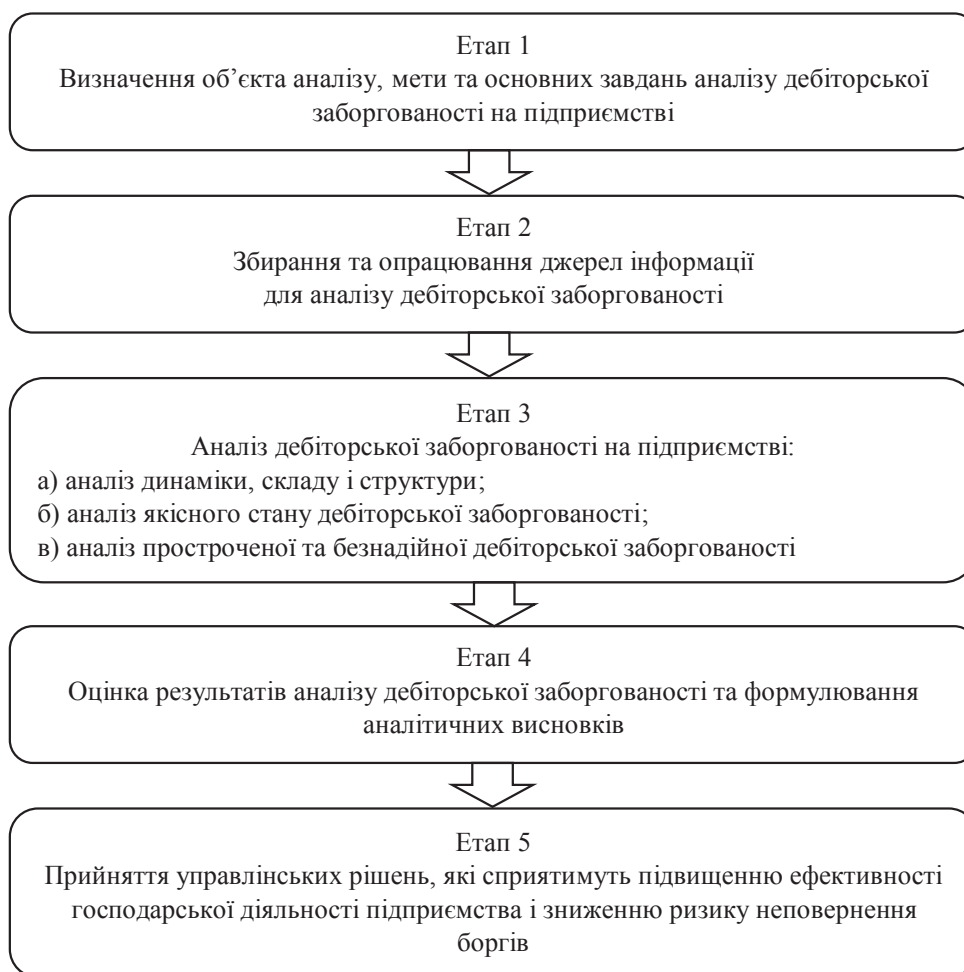 Етап 1
Визначення об’єкта аналізу, мети та основних завдань аналізу дебіторської
заборгованості на підприємстві
Етап 2
Збирання та опрацювання джерел інформації
для аналізу дебіторської заборгованості
Етап 3
Аналіз дебіторської заборгованості на підприємстві:
а) аналіз динаміки, складу і структури;
б) аналіз якісного стану дебіторської заборгованості;
в) аналіз простроченої та безнадійної дебіторської заборгованості
Етап 4
Оцінка результатів аналізу дебіторської заборгованості та формулювання
аналітичних висновків
Етап 5
Прийняття управлінських рішень, які сприятимуть підвищенню ефективності
господарської діяльності підприємства і зниженню ризику неповернення
боргів